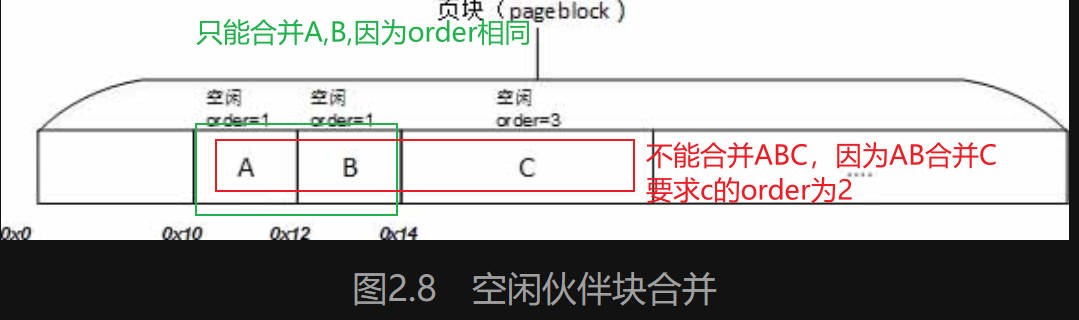 页块（pageblock）
只能合并A,B,因为order相同
空闲 空闲 空闲
order=1 order=1 order=3
A B C ....
不能合并ABC，因为AB合并C
要求c的order为2
0x0 0x10 0x12 0x14
图2.8 空闲伙伴块合并